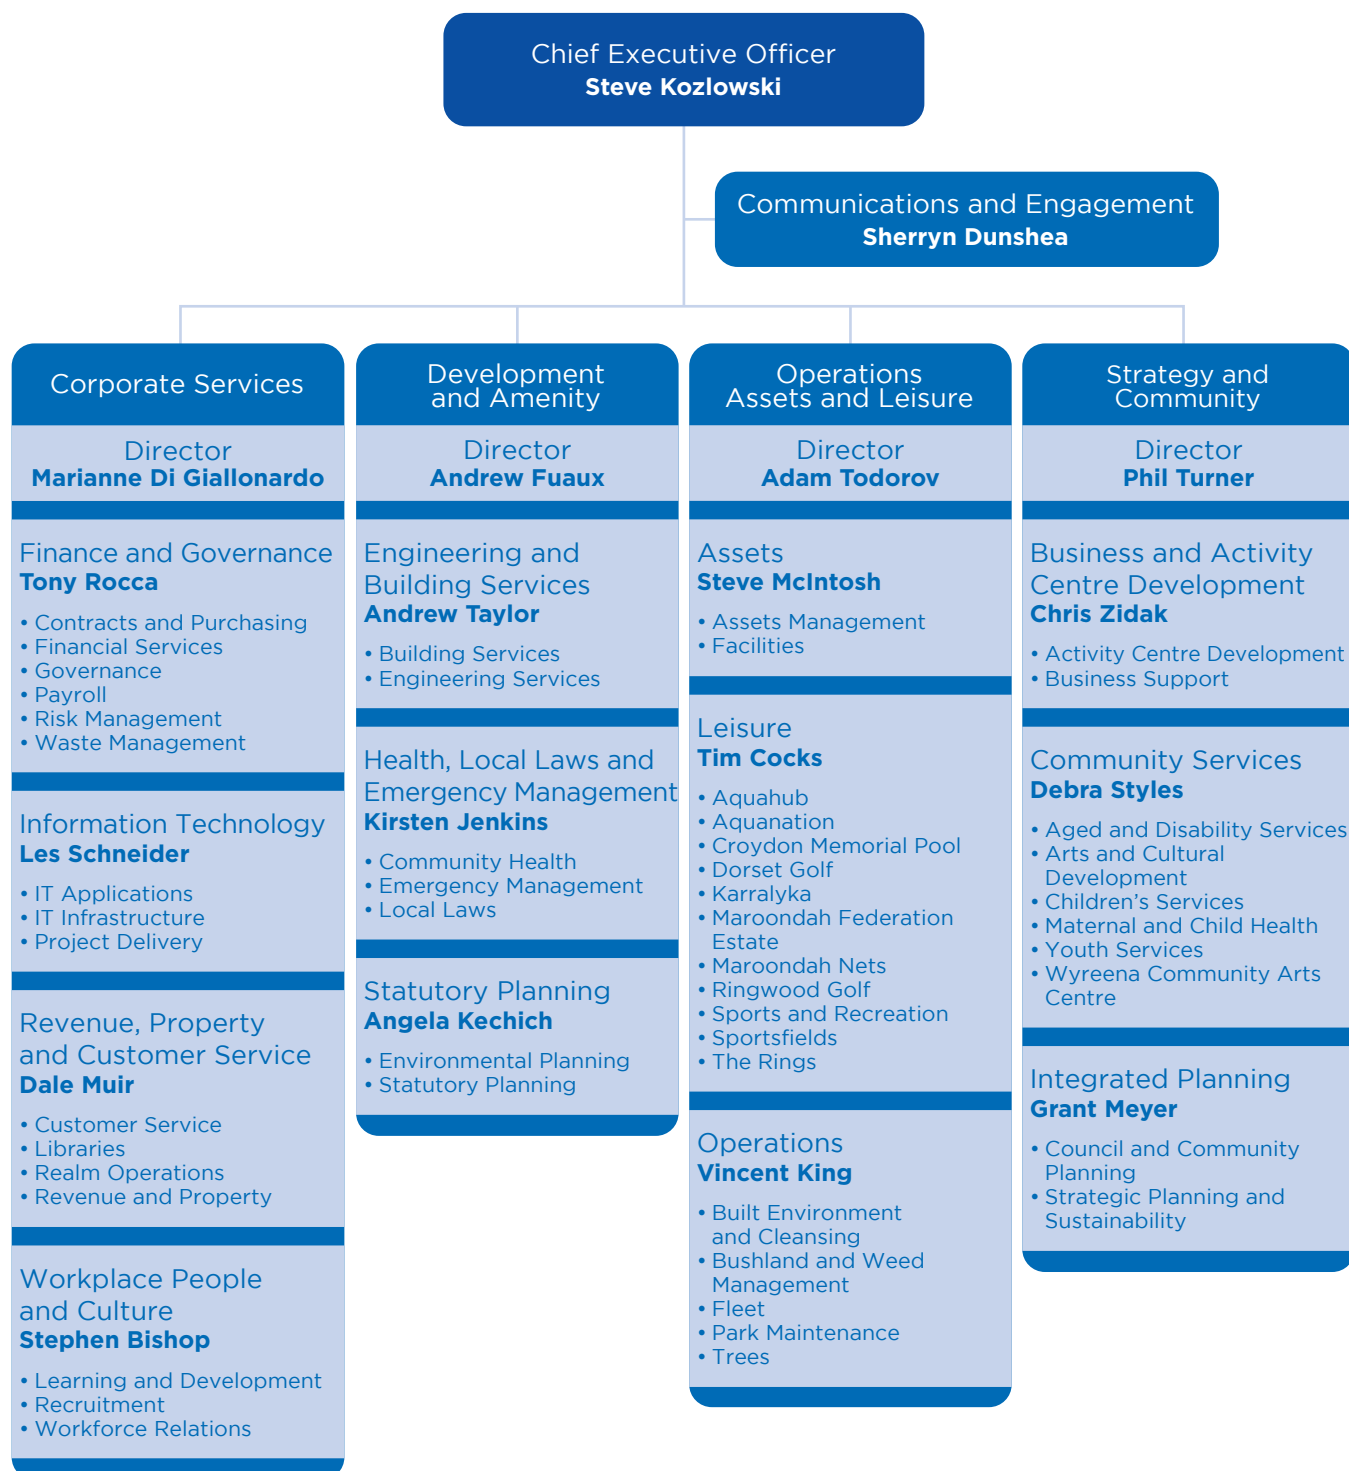 Chief Executive Officer
Steve Kozlowski
Communications and Engagement
Sherryn Dunshea
Corporate Services
Director
Marianne Di Giallonardo
Finance and Governance
Tony Rocca
• Contracts and Purchasing
• Financial Services
• Governance
• Payroll
• Risk Management
• Waste Management
Information Technology
Les Schneider
• IT Applications
• IT Infrastructure
• Project Delivery
Revenue, Property
and Customer Service
Dale Muir
• Customer Service
• Libraries
• Realm Operations
• Revenue and Property
Workplace People
and Culture
Stephen Bishop
• Learning and Development
• Recruitment
• Workforce Relations
Development
and Amenity
Director
Andrew Fuaux
Engineering and
Building Services
Andrew Taylor
• Building Services
• Engineering Services
Health, Local Laws and
Emergency Management
Kirsten Jenkins
• Community Health
• Emergency Management
• Local Laws
Statutory Planning
Angela Kechich
• Environmental Planning
• Statutory Planning
Operations
Assets and Leisure
Director
Adam Todorov
Assets
Steve McIntosh
• Assets Management
• Facilities
Leisure
Tim Cocks
• Aquahub
• Aquanation
• Croydon Memorial Pool
• Dorset Golf
• Karralyka
• Maroondah Federation
Estate
• Maroondah Nets
• Ringwood Golf
• Sports and Recreation
• Sportsfields
• The Rings
Operations
Vincent King
• Built Environment
and Cleansing
• Bushland and Weed
Management
• Fleet
• Park Maintenance
• Trees
Strategy and
Community
Director
Phil Turner
Business and Activity
Centre Development
Chris Zidak
• Activity Centre Development
• Business Support
Community Services
Debra Styles
• Aged and Disability Services
• Arts and Cultural
Development
• Children’s Services
• Maternal and Child Health
• Youth Services
• Wyreena Community Arts
Centre
Integrated Planning
Grant Meyer
• Council and Community
Planning
• Strategic Planning and
Sustainability